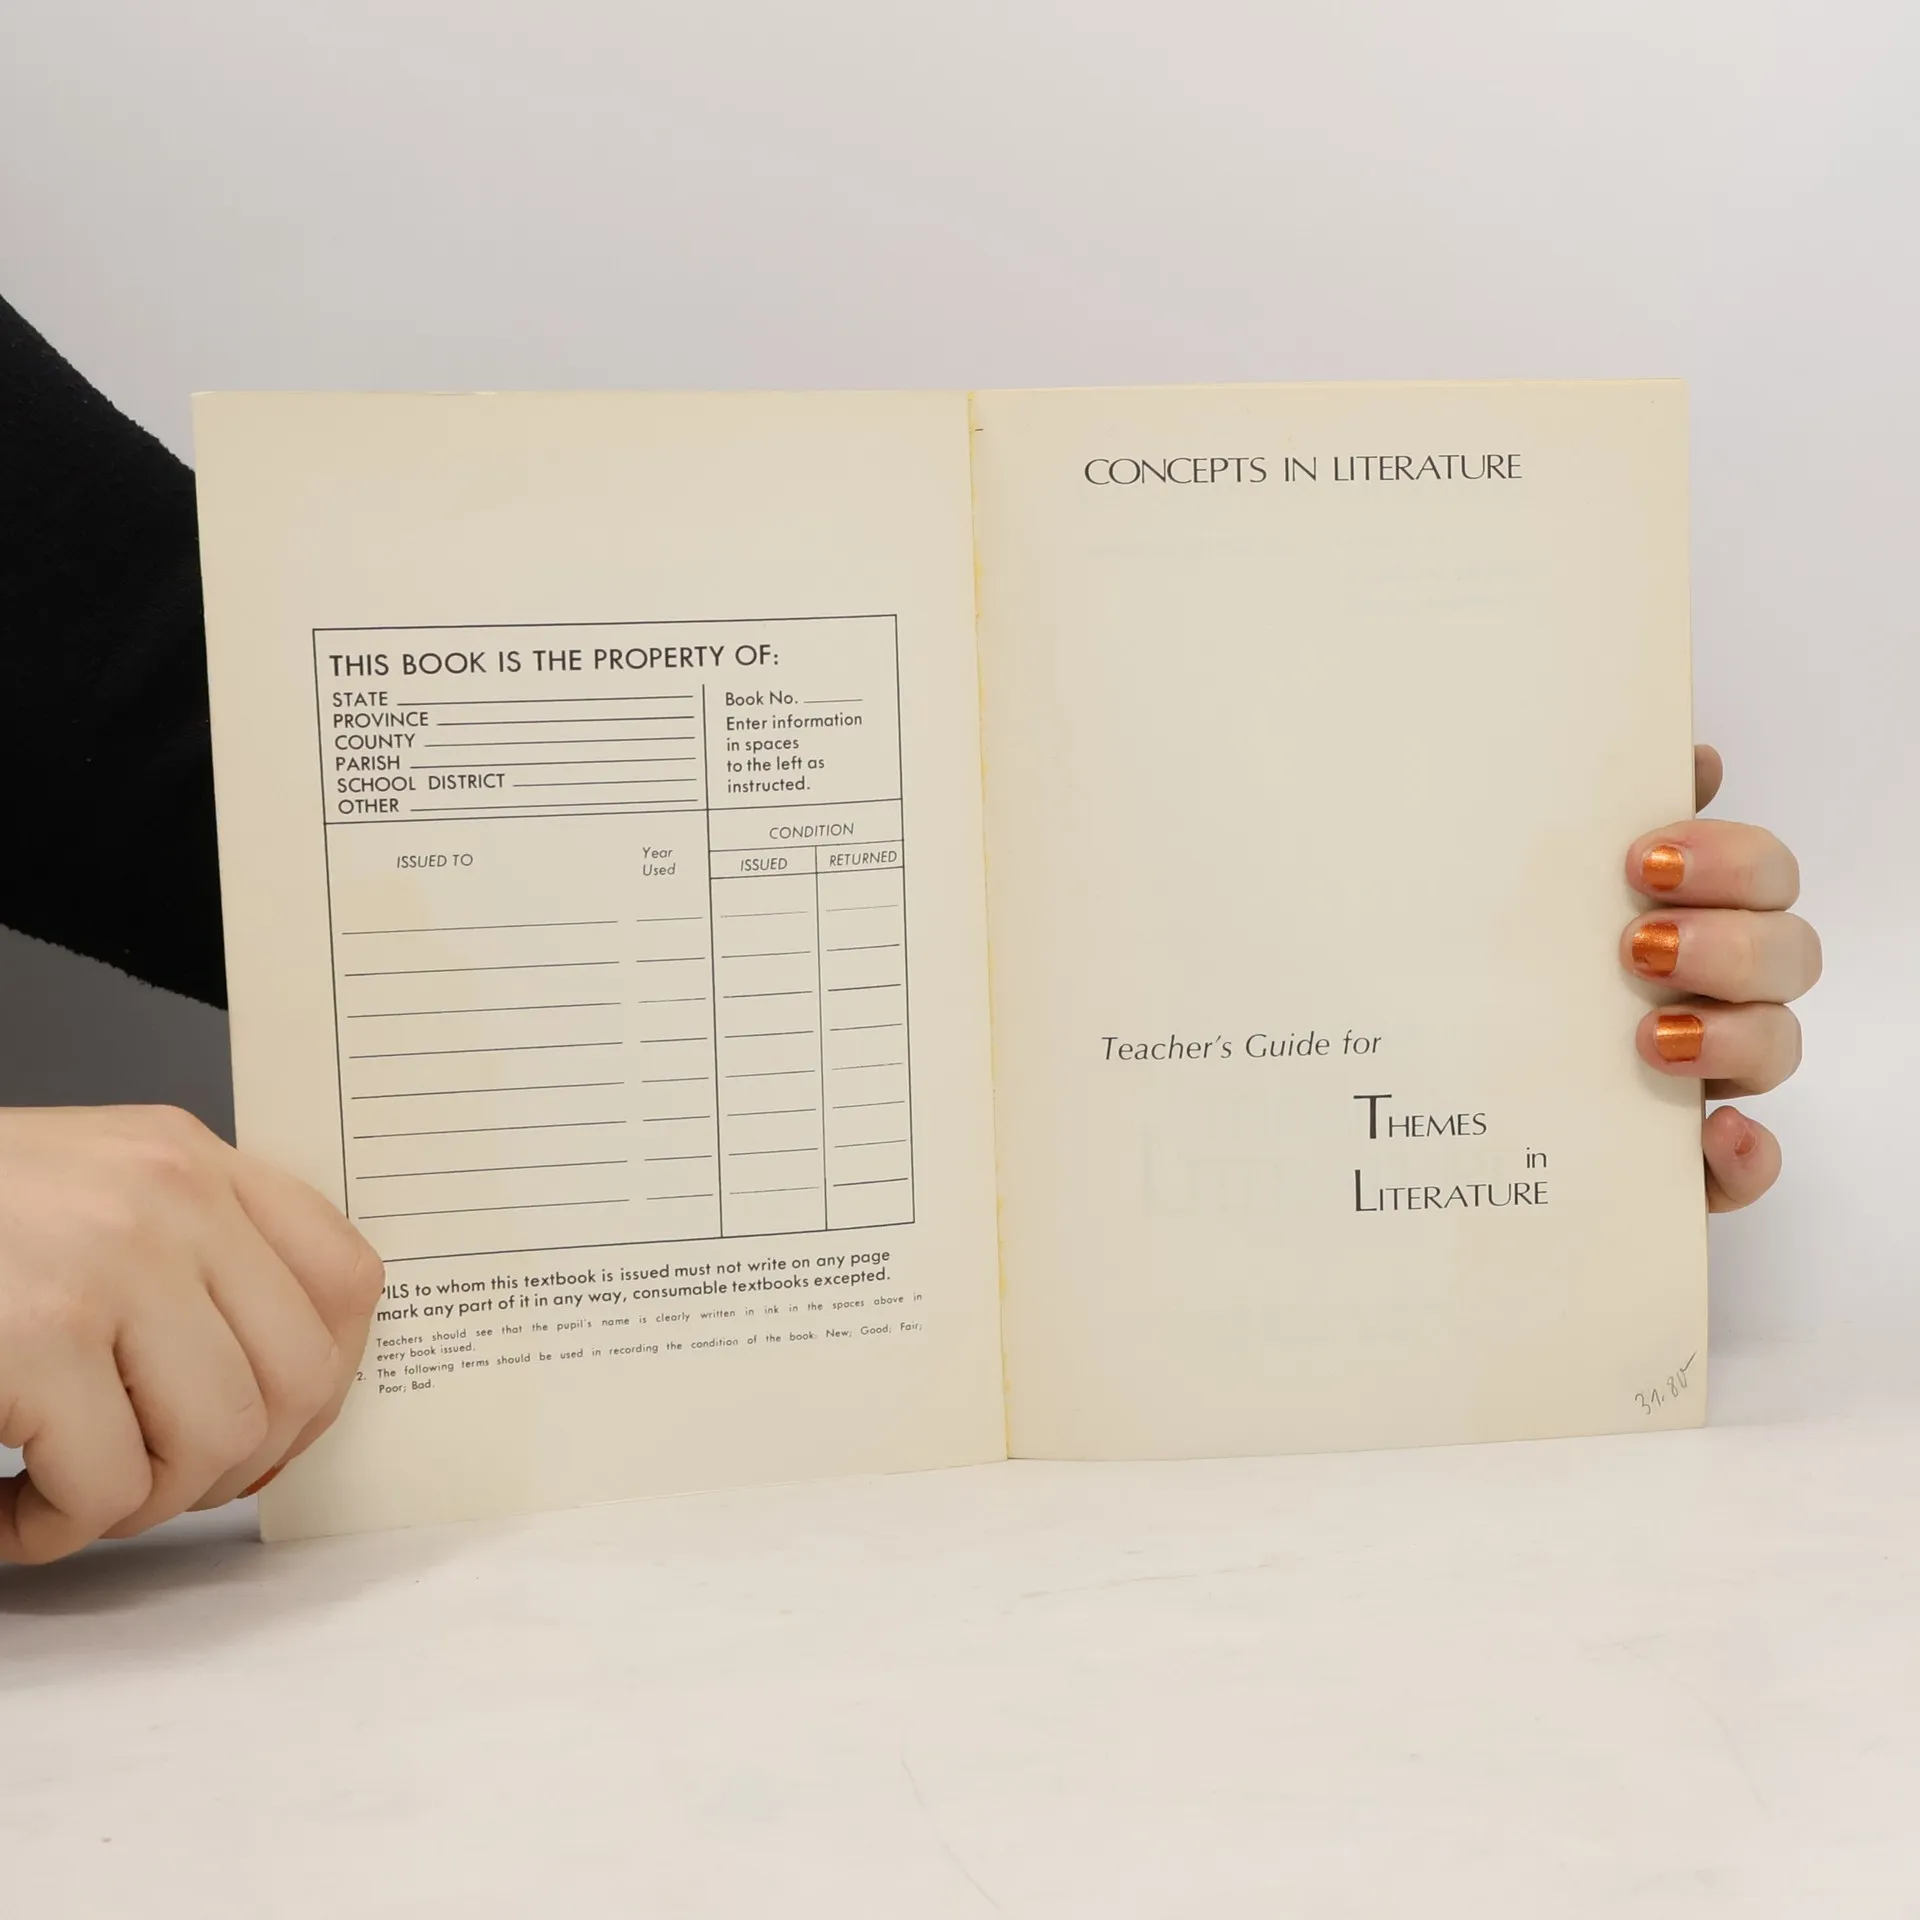 THIS BOOK IS THE PROPERTY OF:
STATE
PROVINCE
COUNTY
PARISH
SCHOOL DISTRICT
OTHER
Book No.
Enter information
in spaces
to the left as
instructed.
ISSUED TO
Year
Used
CONDITION
ISSUED
RETURNED
ILS to whom this textbook is issued must not write on any page
mark any part of it in any way, consumable textbooks excepted.
Teachers should see that the pupil's name is clearly written in ink in the spaces above in
every book issued.
2. The following terms should be used in recording the condition of the book: New; Good; Fair;
Poor; Bad.
CONCEPTS IN LITERATURE
Teacher's Guide for
THEMES
in
LITERATURE